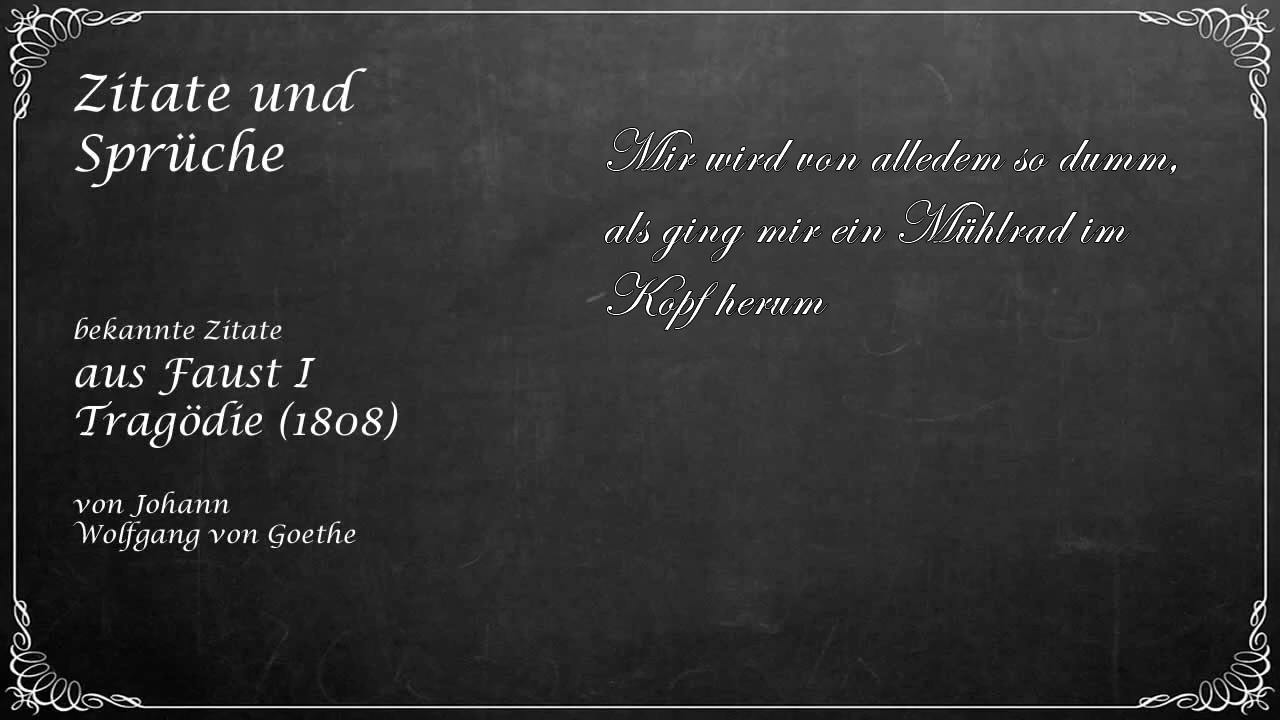 Zitate und
Sprüche
bekannte Zitate
aus Faust I
Tragödie (1808)
von Johann
Wolfgang von Goethe
Mir wird von alledem so dumm,
als ging mir ein Mühlrad im
Kopf herum